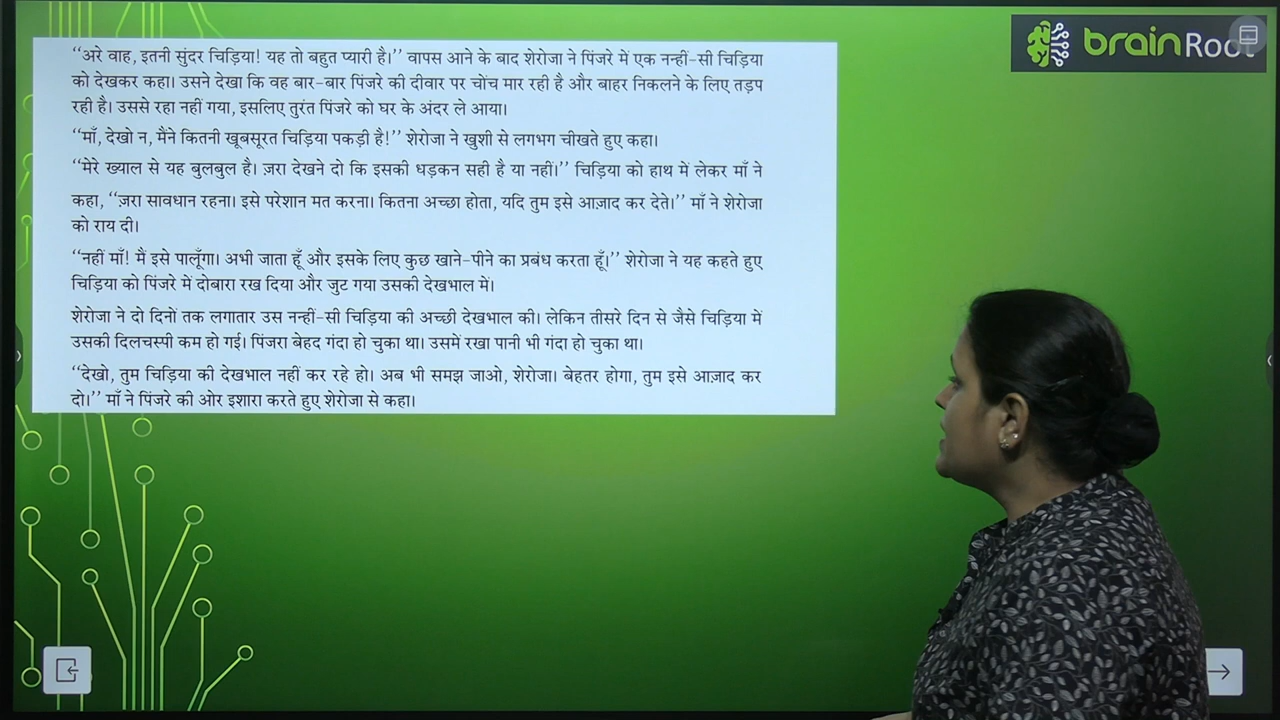 “अरे वाह, इतनी सुंदर चिड़िया! यह तो बहुत प्यारी है।” वापस आने के बाद शेरोजा ने पिंजरे में एक नन्हीं-सी चिड़िया
को देखकर कहा। उसने देखा कि वह बार-बार पिंजरे की दीवार पर चोंच मार रही है और बाहर निकलने के लिए तड़प
रही है। उससे रहा नहीं गया, इसलिए तुरंत पिंजरे को घर के अंदर ले आया।
“माँ, देखो न, मैंने कितनी खूबसूरत चिड़िया पकड़ी है!” शेरोजा ने खुशी से लगभग चीखते हुए कहा।
“मेरे ख्याल से यह बुलबुल है। ज़रा देखने दो कि इसकी धड़कन सही है या नहीं।” चिड़िया को हाथ में लेकर माँ ने
कहा, “ज़रा सावधान रहना। इसे परेशान मत करना। कितना अच्छा होता, यदि तुम इसे आज़ाद कर देते।” माँ ने शेरोजा
को राय दी।
“नहीं माँ! मैं इसे पालूँगा। अभी जाता हूँ और इसके लिए कुछ खाने-पीने का प्रबंध करता हूँ।” शेरोजा ने यह कहते हुए
चिड़िया को पिंजरे में दोबारा रख दिया और जुट गया उसकी देखभाल में।
शेरोजा ने दो दिनों तक लगातार उस नन्हीं-सी चिड़िया की अच्छी देखभाल की। लेकिन तीसरे दिन से जैसे चिड़िया में
उसकी दिलचस्पी कम हो गई। पिंजरा बेहद गंदा हो चुका था। उसमें रखा पानी भी गंदा हो चुका था।
“देखो, तुम चिड़िया की देखभाल नहीं कर रहे हो। अब भी समझ जाओ, शेरोजा। बेहतर होगा, तुम इसे आज़ाद कर
दो।” माँ ने पिंजरे की ओर इशारा करते हुए शेरोजा से कहा।
brain Root